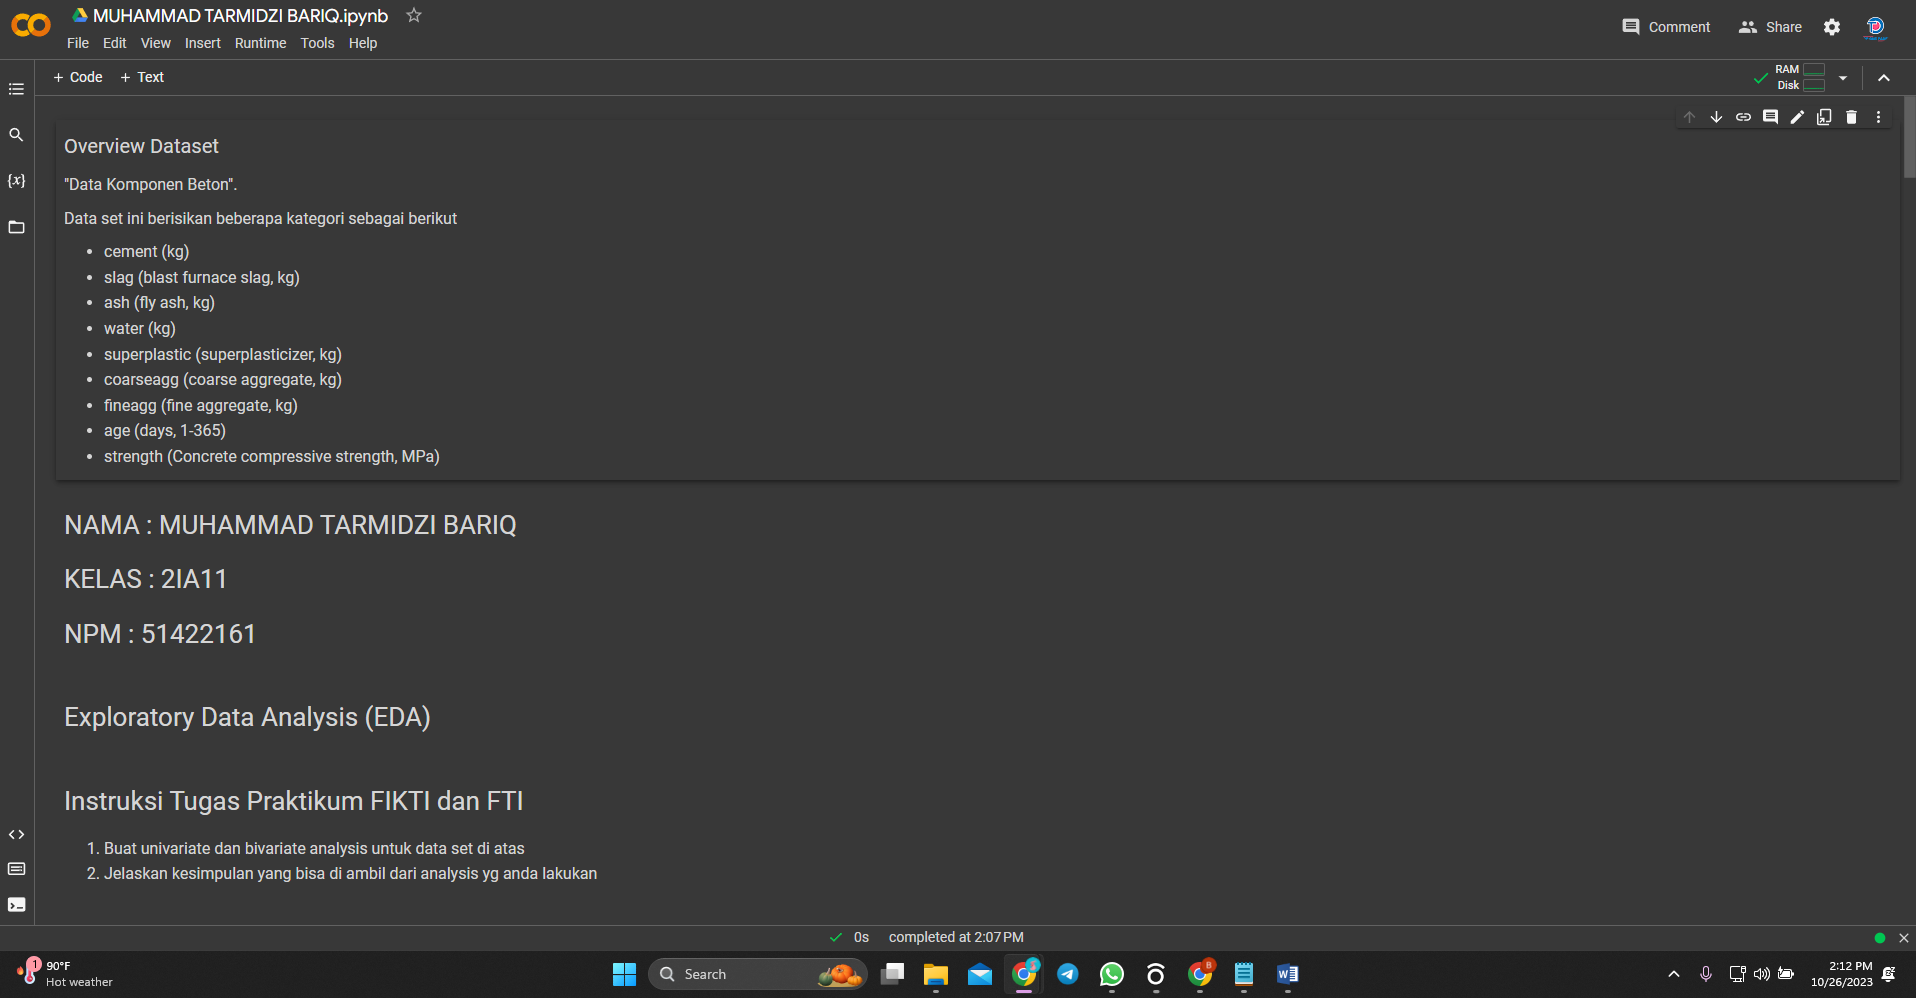 MUHAMMAD TARMIDZI BARIQ.ipynb
File Edit View Insert Runtime Tools Help
Comment
Share
+ Code + Text
RAM
Disk
{x}
Overview Dataset
"Data Komponen Beton".
Data set ini berisikan beberapa kategori sebagai berikut
• cement (kg)
• slag (blast furnace slag, kg)
• ash (fly ash, kg)
• water (kg)
• superplastic (superplasticizer, kg)
• coarseagg (coarse aggregate, kg)
• fineagg (fine aggregate, kg)
• age (days, 1-365)
• strength (Concrete compressive strength, MPa)
NAMA : MUHAMMAD TARMIDZI BARIQ
KELAS : 2IA11
NPM : 51422161
Exploratory Data Analysis (EDA)
Instruksi Tugas Praktikum FIKTI dan FTI
1. Buat univariate dan bivariate analysis untuk data set di atas
2. Jelaskan kesimpulan yang bisa di ambil dari analysis yg anda lakukan
0s completed at 2:07 PM
1
90°F
Hot weather
Search
B
W
2:12 PM
10/26/2023